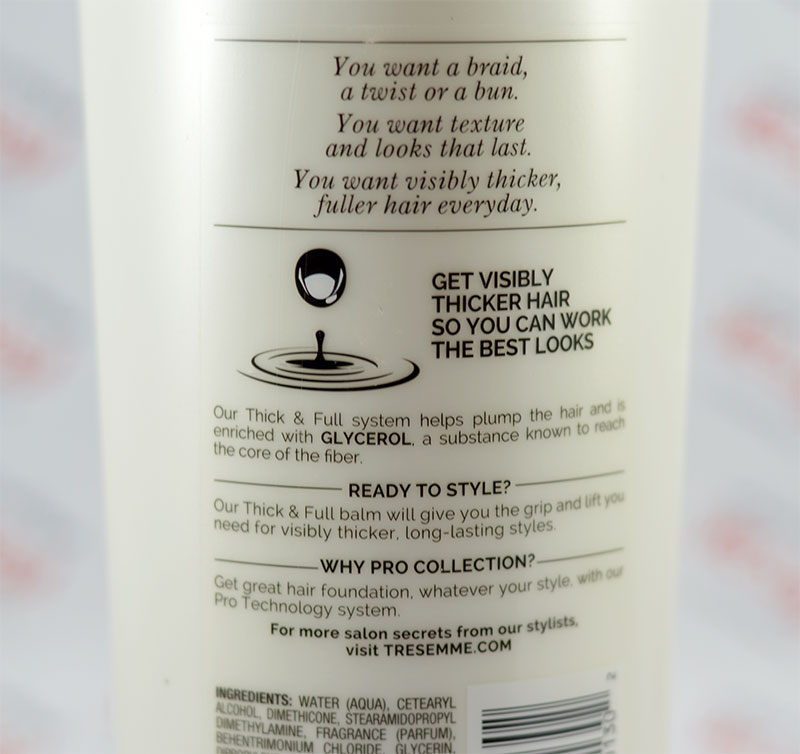 You want a braid,
a twist or a bun.
You want texture
and looks that last.
You want visibly thicker,
fuller hair everyday.
GET VISIBLY
THICKER HAIR
SO YOU CAN WORK
THE BEST LOOKS
Our Thick & Full system helps plump the hair and is
enriched with GLYCEROL, a substance known to reach
the core of the fiber.
READY TO STYLE?
Our Thick & Full balm will give you the grip and lift you
need for visibly thicker, long-lasting styles.
WHY PRO COLLECTION?
Get great hair foundation, whatever your style. with our
Pro Technology system.
For more salon secrets from our stylists,
visit TRESEMME.COM
INGREDIENTS: WATER (AQUA), CETEARYL
ALCOHOL, DIMETHICONE, STEARAMIDOPROPYL
DIMETHYLAMINE, FRAGRANCE (PARFUM),
BEHENTRIMONIUM CHLORIDE, GLYCERIN,